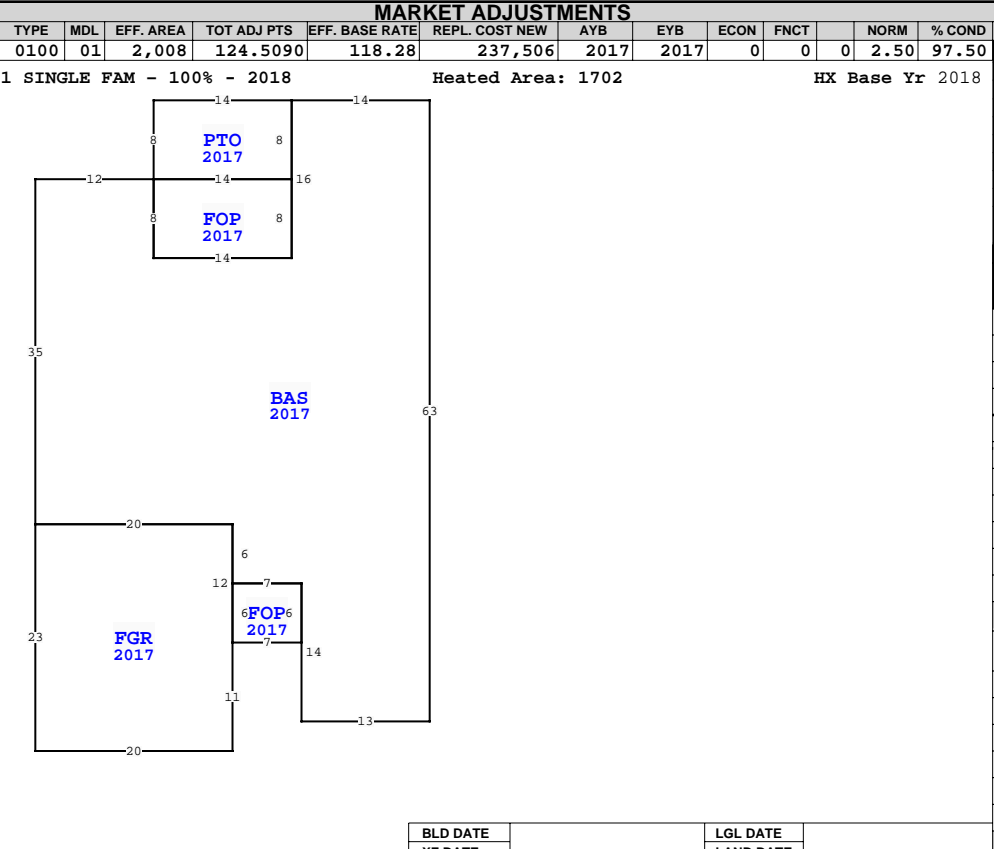 MARKET ADJUSTMENTS
TYPE MDL EFF. AREA TOT ADJ PTS EFF. BASE RATE REPL. COST NEW AYB EYB ECON FNCT NORM % COND
0100 01 2,008 124.5090 118.28 237,506 2017 2017 0 0 0 2.50 97.50
1 SINGLE FAM - 100% - 2018 Heated Area: 1702 HX Base Yr 2018
14 14
8 PTO 8
2017
12 14 16
8 FOP 8
2017
14
35
BAS
2017
63
20
6
12 7
6 FOP 6
2017
23 FGR 7
2017 14
11
13
20
BLD DATE LGL DATE